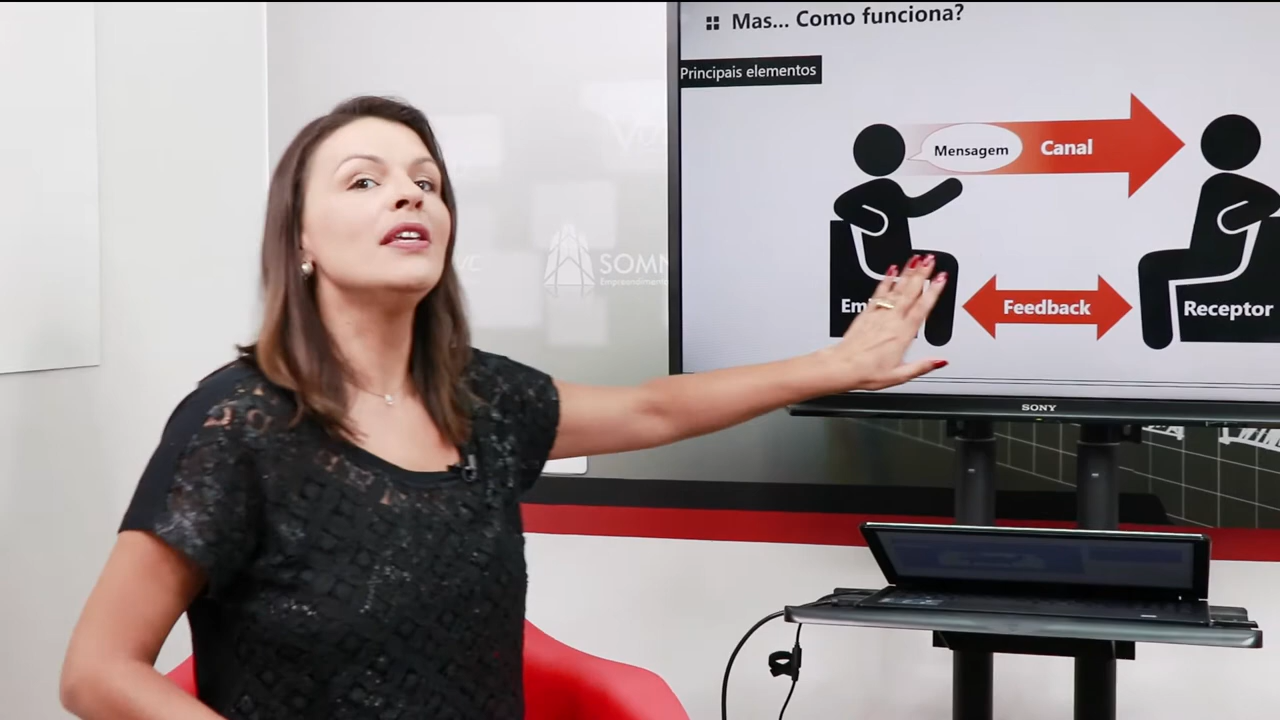 Mas... Como funciona?
Principais elementos
Mensagem
Canal
Feedback
Receptor
SONY